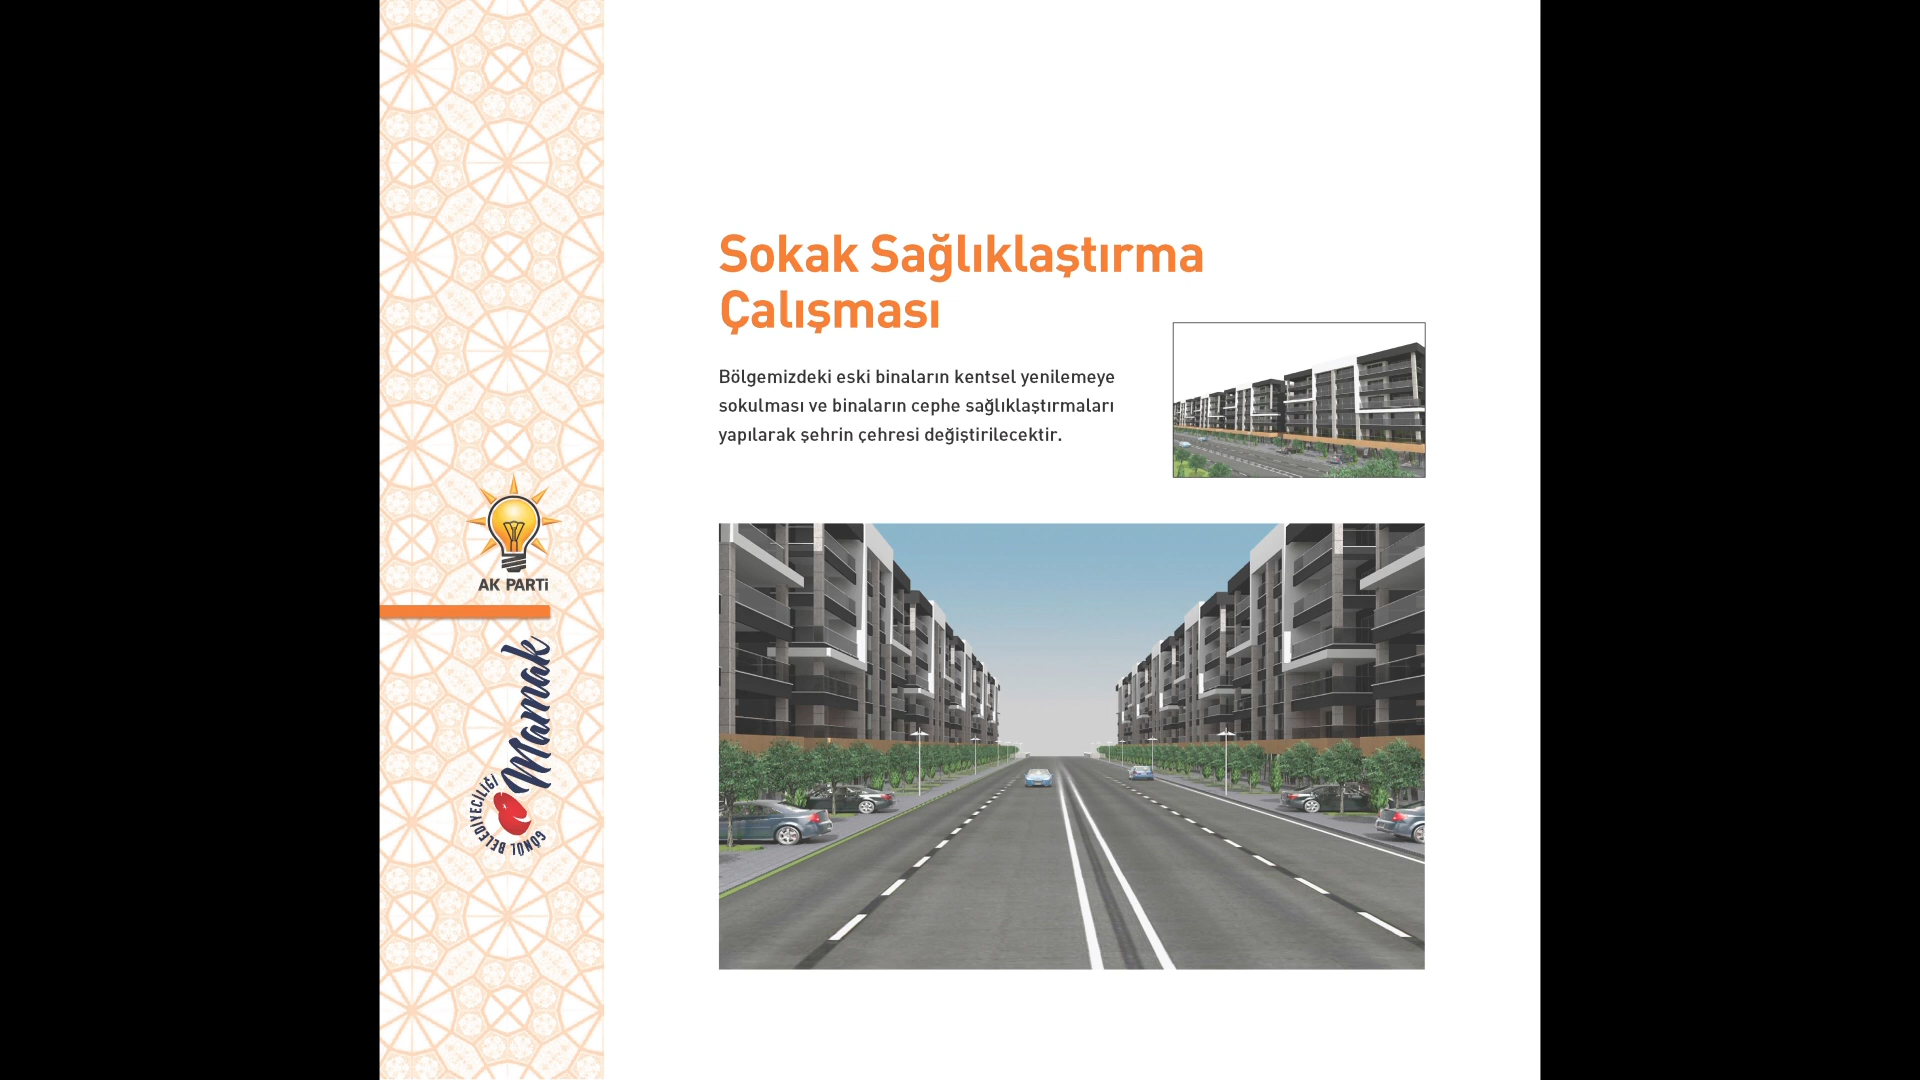 Sokak Sağlıklaştırma
Çalışması
Bölgemizdeki eski binaların kentsel yenilemeye
sokulması ve binaların cephe sağlıklaştırmaları
yapılarak şehrin çehresi değiştirilecektir.
AK PARTİ
Mamak
GÖNÜL BELEDİYECİLİĞİ